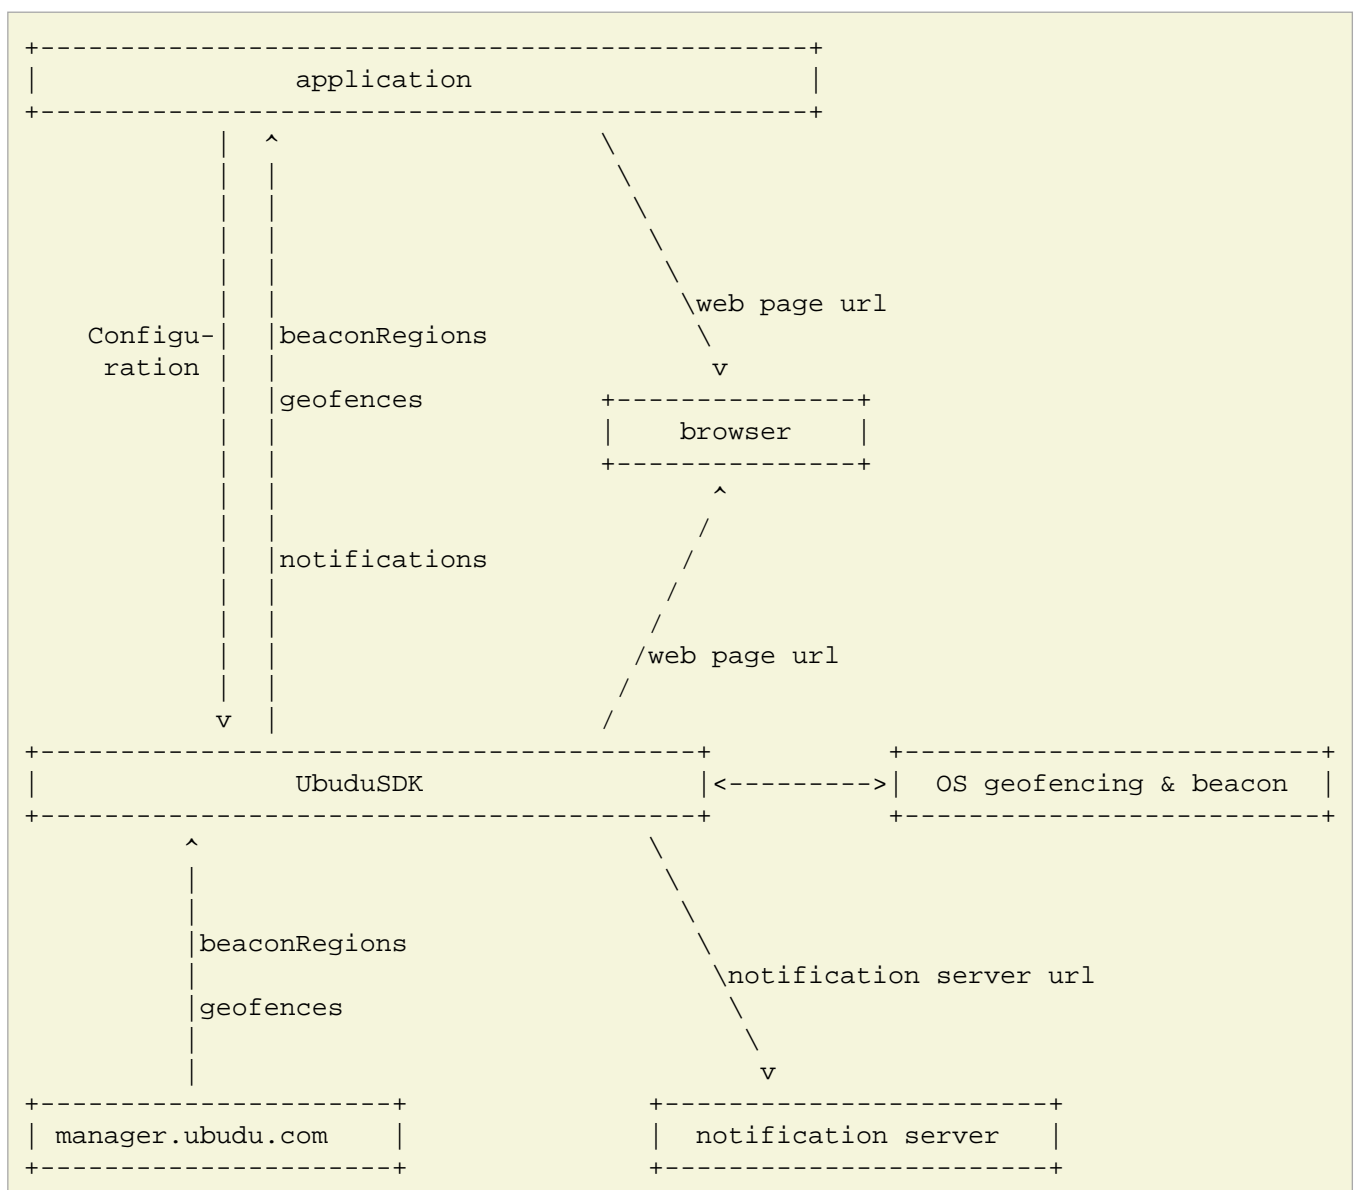 application
web page url
Configu-
beaconRegions
ration
geofences
browser
notifications
web page url
UbuduSDK
OS geofencing & beacon
beaconRegions
notification server url
geofences
manager.ubudu.com
notification server